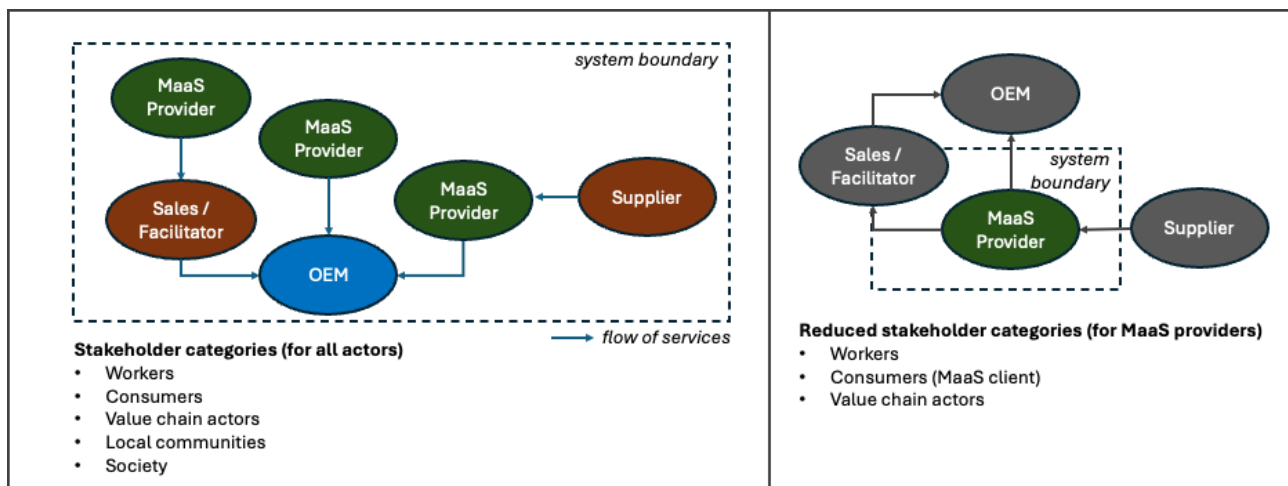 system boundary
MaaS
Provider
MaaS
Provider
MaaS
Provider
Supplier
Sales /
Facilitator
OEM
flow of services
Stakeholder categories (for all actors)
• Workers
• Consumers
• Value chain actors
• Local communities
• Society
OEM
Sales /
Facilitator
system
boundary
MaaS
Provider
Supplier
Reduced stakeholder categories (for MaaS providers)
• Workers
• Consumers (MaaS client)
• Value chain actors